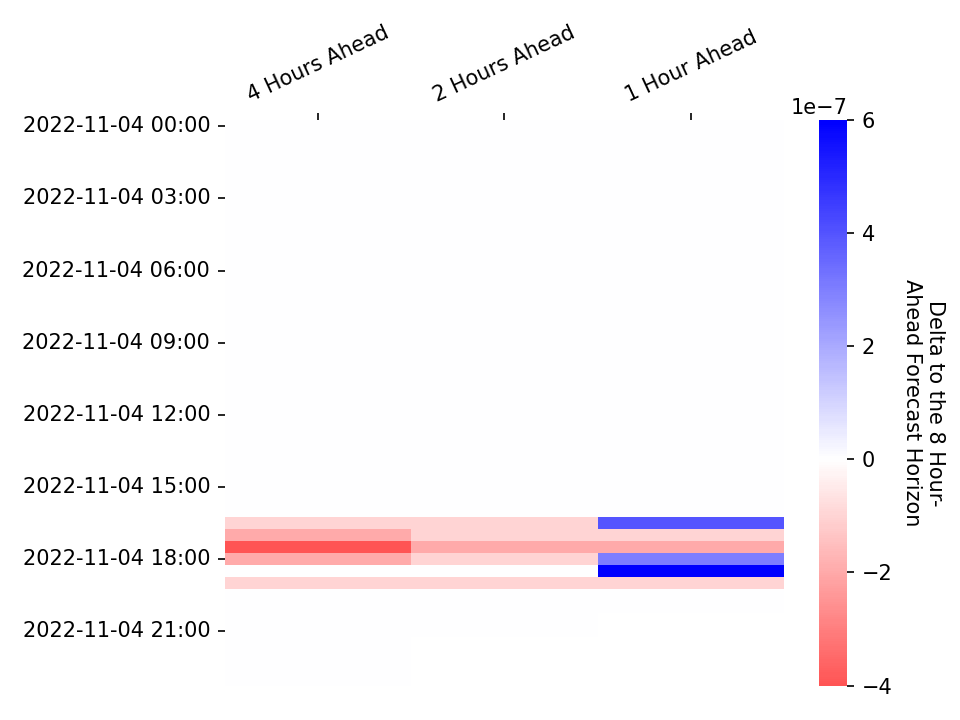 4 Hours Ahead
2 Hours Ahead
1 Hour Ahead
1e−7
2022-11-04 00:00
2022-11-04 03:00
2022-11-04 06:00
2022-11-04 09:00
2022-11-04 12:00
2022-11-04 15:00
2022-11-04 18:00
2022-11-04 21:00
6
4
2
0
−2
−4
Delta to the 8 Hour-
Ahead Forecast Horizon